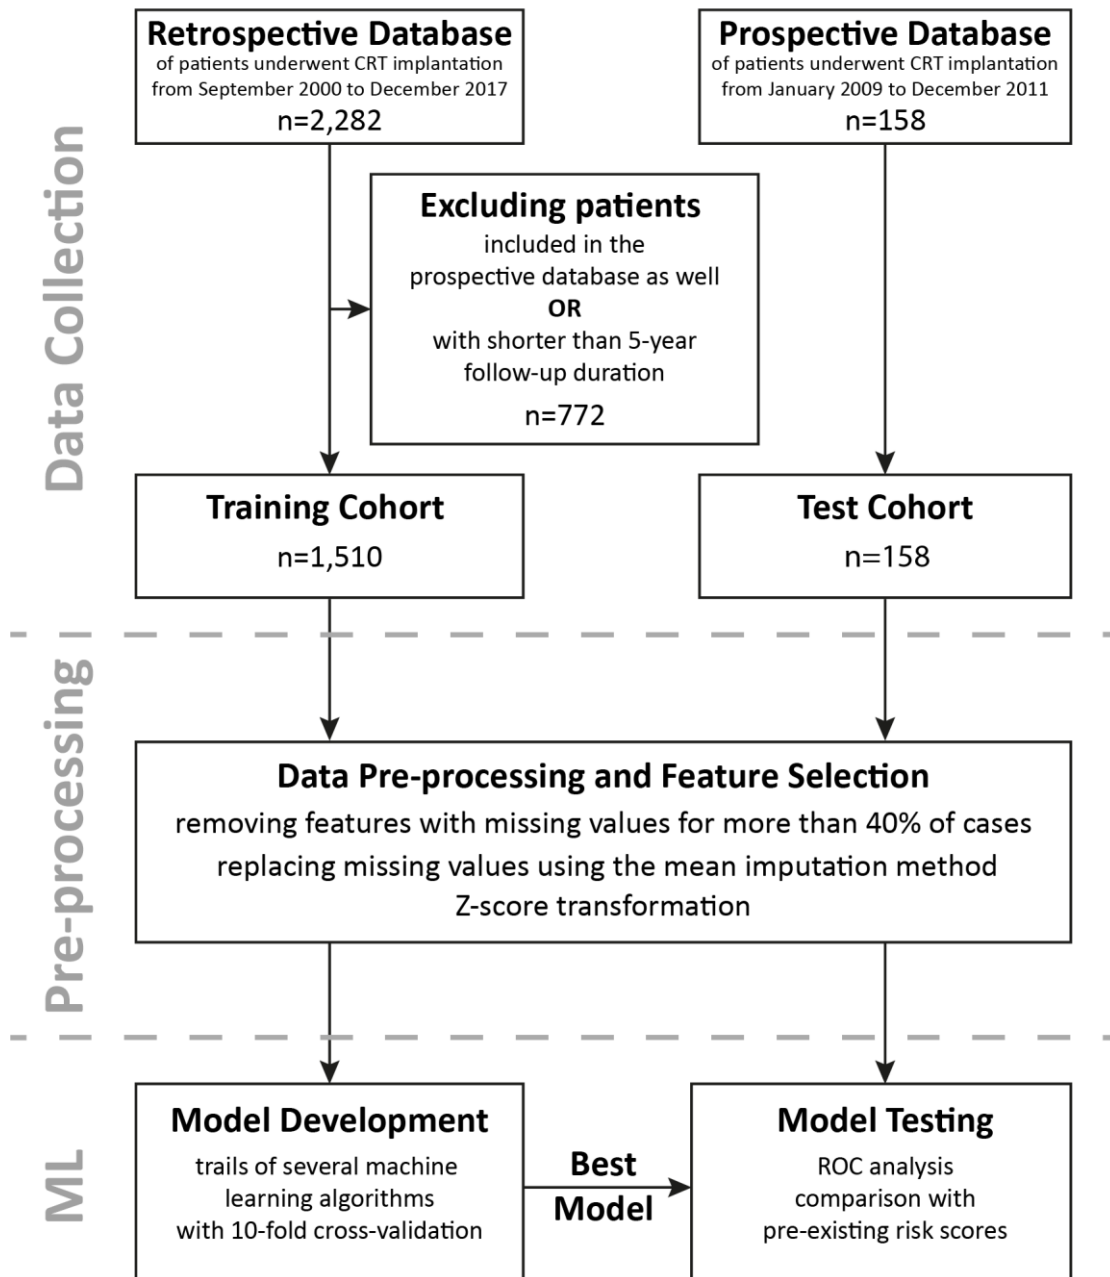 Data Collection
Retrospective Database
of patients underwent CRT implantation
from September 2000 to December 2017
n=2,282
Prospective Database
of patients underwent CRT implantation
from January 2009 to December 2011
n=158
Excluding patients
included in the
prospective database as well
OR
with shorter than 5-year
follow-up duration
n=772
Training Cohort
n=1,510
Test Cohort
n=158
Pre-processing
Data Pre-processing and Feature Selection
removing features with missing values for more than 40% of cases
replacing missing values using the mean imputation method
Z-score transformation
ML
Model Development
trails of several machine
learning algorithms
with 10-fold cross-validation
Best
Model
Model Testing
ROC analysis
comparison with
pre-existing risk scores